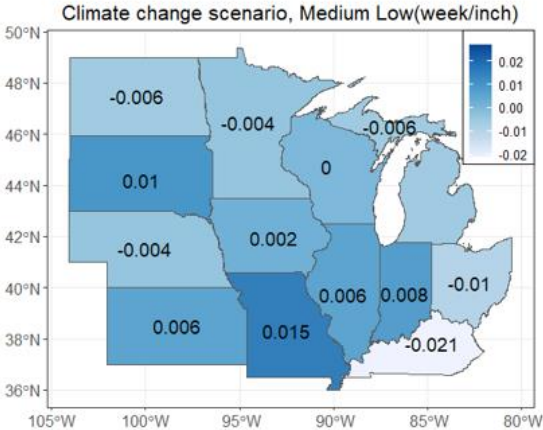 Climate change scenario, Medium Low(week/inch)
50°N
48°N
46°N
44°N
42°N
40°N
38°N
36°N
0.02
0.01
0.00
-0.01
-0.02
-0.006
-0.004
-0.006
0.01
0
-0.004
0.002
0.006
0.008
-0.01
0.006
0.015
-0.021
105°W
100°W
95°W
90°W
85°W
80°W